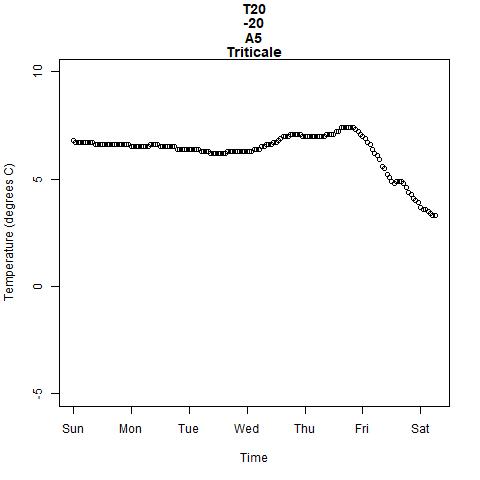 T20
-20
A5
Triticale
Temperature (degrees C)
10
5
0
-5
Sun Mon Tue Wed Thu Fri Sat
Time